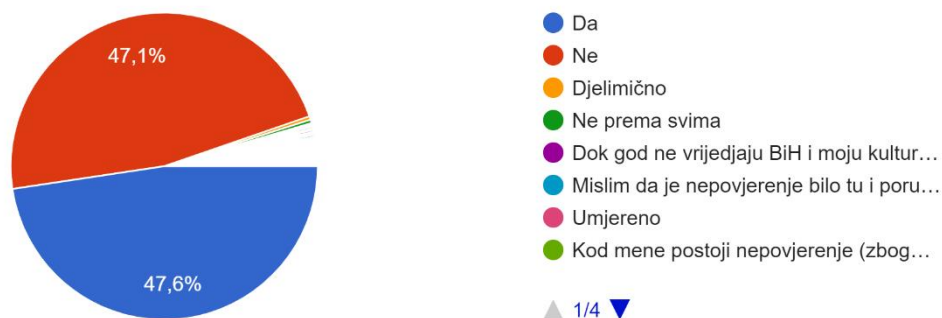 47,1%
47,6%
Da
Ne
Djelimično
Ne prema svima
Dok god ne vrijedjaju BiH i moju kultur...
Mislim da je nepovjerenje bilo tu i poru...
Umjereno
Kod mene postoji nepovjerenje (zbog...
1/4